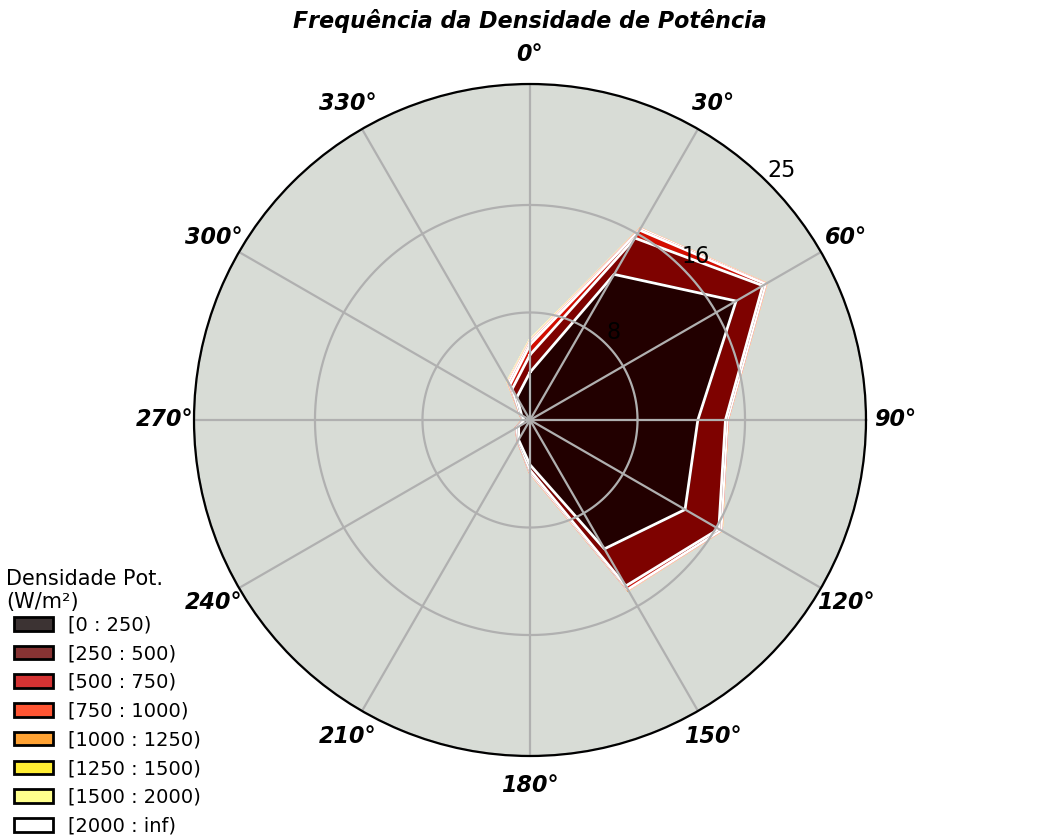 Frequência da Densidade de Potência
0°
330°
30°
25
300°
60°
16
8
270°
90°
240°
120°
210°
150°
180°
Densidade Pot.
(W/m²)
[0 : 250)
[250 : 500)
[500 : 750)
[750 : 1000)
[1000 : 1250)
[1250 : 1500)
[1500 : 2000)
[2000 : inf)